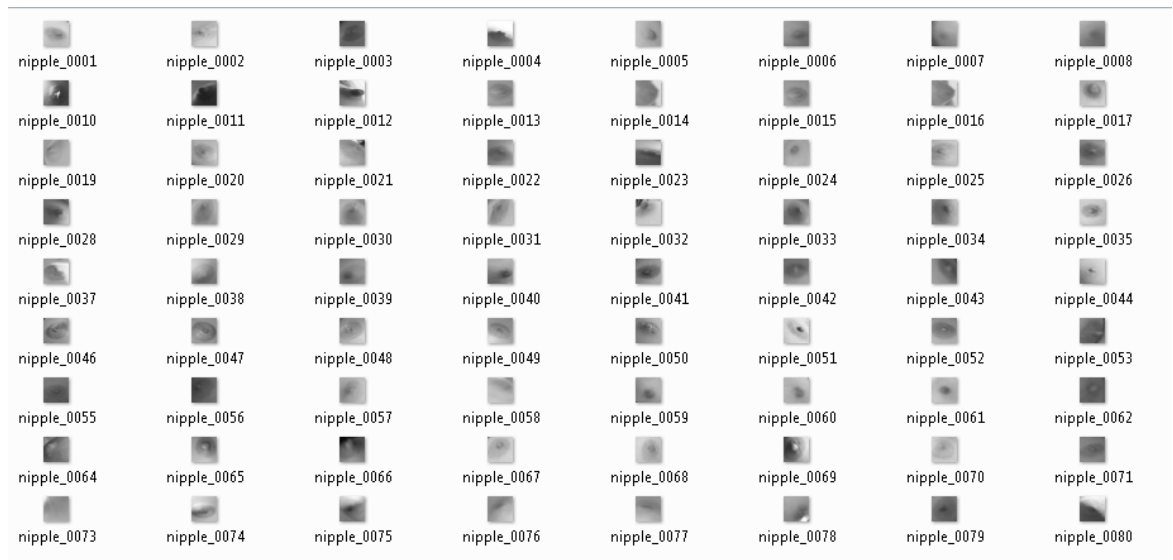 nipple_0001 nipple_0002 nipple_0003 nipple_0004 nipple_0005 nipple_0006 nipple_0007 nipple_0008
nipple_0010 nipple_0011 nipple_0012 nipple_0013 nipple_0014 nipple_0015 nipple_0016 nipple_0017
nipple_0019 nipple_0020 nipple_0021 nipple_0022 nipple_0023 nipple_0024 nipple_0025 nipple_0026
nipple_0028 nipple_0029 nipple_0030 nipple_0031 nipple_0032 nipple_0033 nipple_0034 nipple_0035
nipple_0037 nipple_0038 nipple_0039 nipple_0040 nipple_0041 nipple_0042 nipple_0043 nipple_0044
nipple_0046 nipple_0047 nipple_0048 nipple_0049 nipple_0050 nipple_0051 nipple_0052 nipple_0053
nipple_0055 nipple_0056 nipple_0057 nipple_0058 nipple_0059 nipple_0060 nipple_0061 nipple_0062
nipple_0064 nipple_0065 nipple_0066 nipple_0067 nipple_0068 nipple_0069 nipple_0070 nipple_0071
nipple_0073 nipple_0074 nipple_0075 nipple_0076 nipple_0077 nipple_0078 nipple_0079 nipple_0080